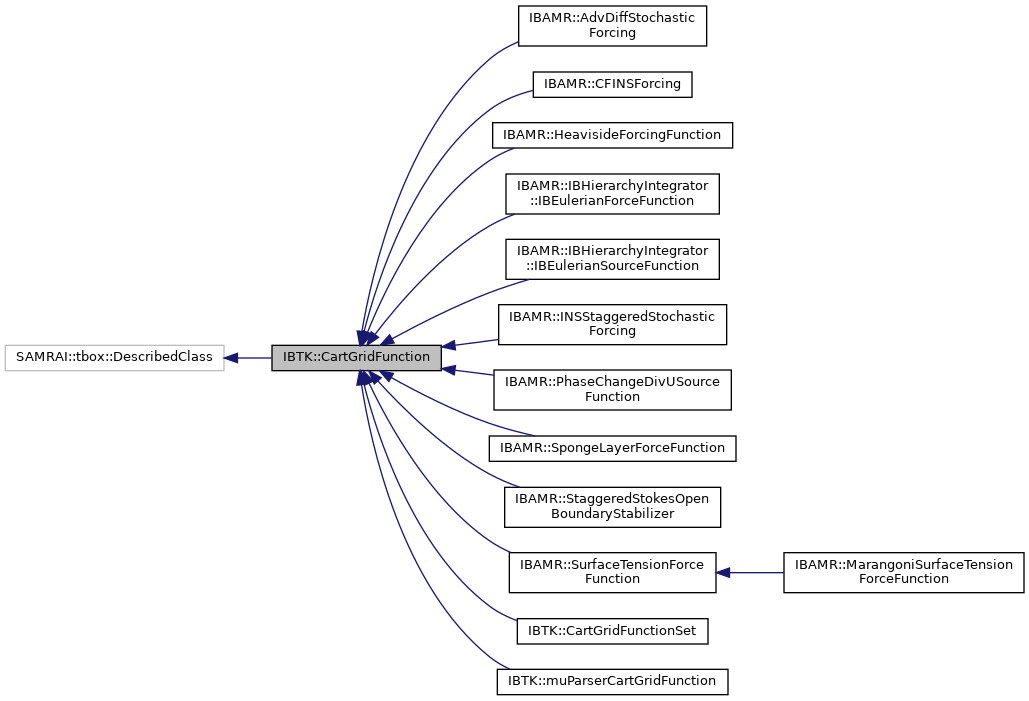 SAMRAI::tbox::DescribedClass
IBTK::CartGridFunction
IBAMR::AdvDiffStochastic
Forcing
IBAMR::CFINSForcing
IBAMR::HeavisideForcingFunction
IBAMR::IBHierarchyIntegrator
::IBEulerianForceFunction
IBAMR::IBHierarchyIntegrator
::IBEulerianSourceFunction
IBAMR::INSStaggeredStochastic
Forcing
IBAMR::PhaseChangeDivUSource
Function
IBAMR::SpongeLayerForceFunction
IBAMR::StaggeredStokesOpen
BoundaryStabilizer
IBAMR::SurfaceTensionForce
Function
IBAMR::MarangoniSurfaceTension
ForceFunction
IBTK::CartGridFunctionSet
IBTK::muParserCartGridFunction